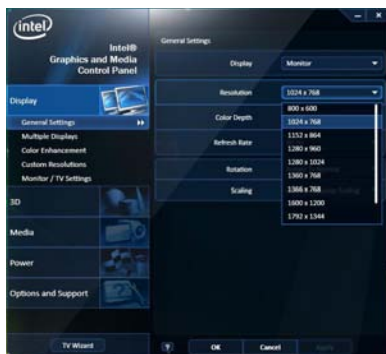 intel
Intel®
Graphics and Media
Control Panel
Display
General Settings
Multiple Displays
Color Enhancement
Custom Resolutions
Monitor / TV Settings
3D
Media
Power
Options and Support
TV Wizard
General Settings
Display
Monitor
Resolution
1024 x 768
800 x 600
1024 x 768
1152 x 864
1280 x 960
1280 x 1024
1360 x 768
1366 x 768
1600 x 1200
1792 x 1344
Color Depth
Refresh Rate
Rotation
Scaling
?
OK
Cancel
Apply